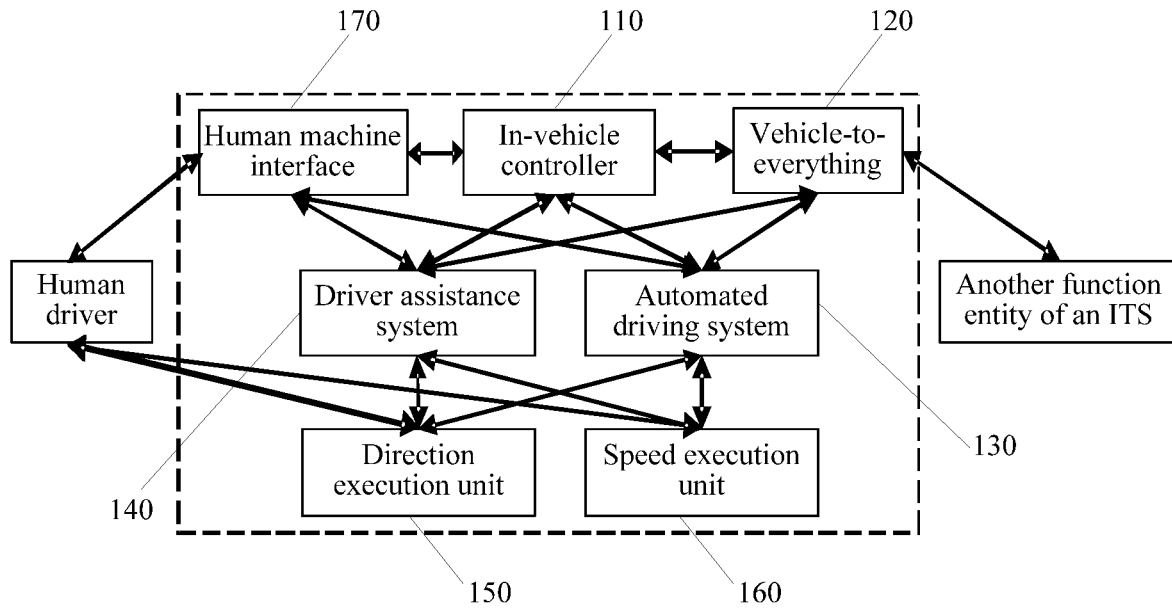 170
110
120
Human machine
interface
In-vehicle
controller
Vehicle-to-
everything
Human
driver
Driver assistance
system
Automated
driving system
Another function
entity of an ITS
Direction
execution unit
Speed execution
unit
140
130
150
160